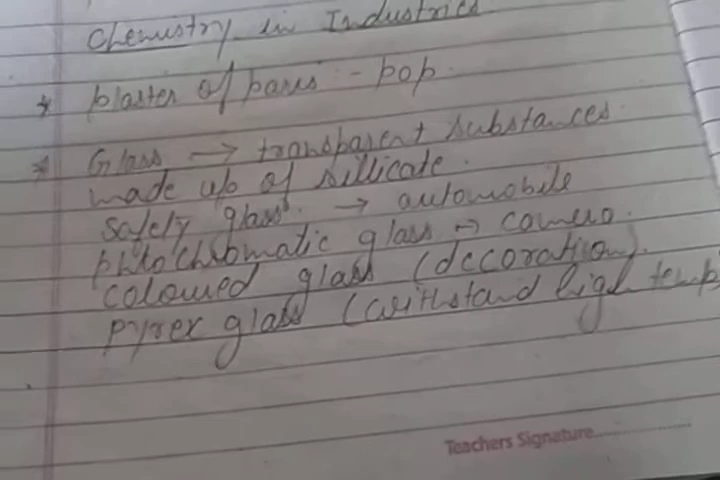 Chemistry in Industries
* plaster of paris - pop.
* Glass → transparent substances.
made up of sillicate.
safety glass. → automobile
photochromatic glass → camera.
coloured glass (decoration).
pyrex glass (withstand high temp
Teachers Signature